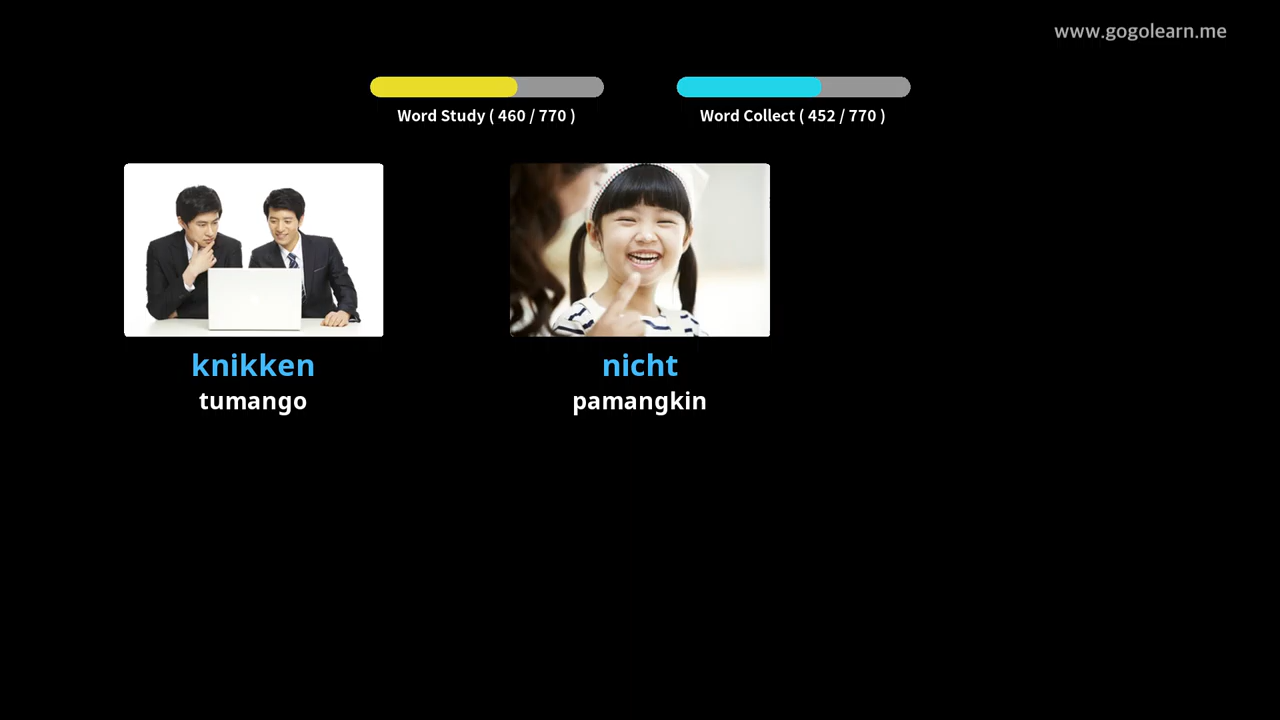 www.gogolearn.me
Word Study ( 460 / 770 )
Word Collect ( 452 / 770 )
knikken
tumango
nicht
pamangkin